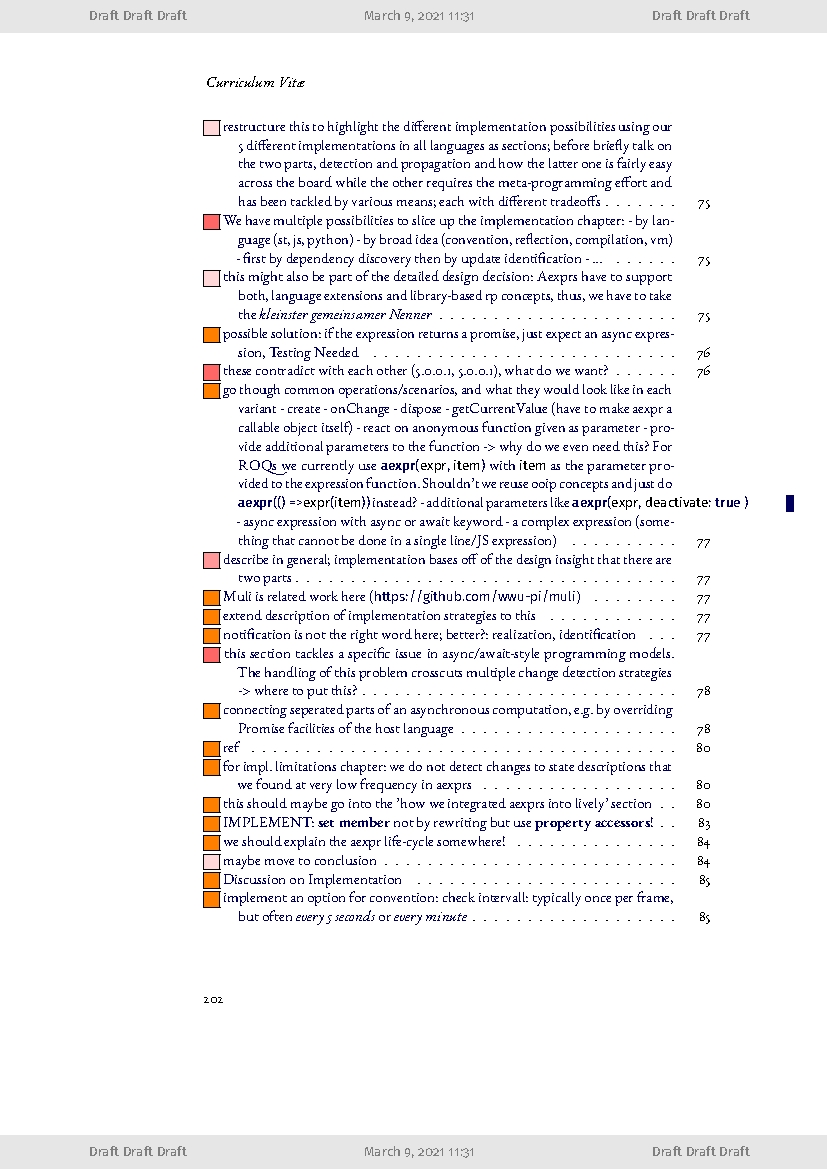 Draft Draft Draft March 9, 2021 11:31 Draft Draft Draft
Curriculum Vitæ
restructure this to highlight the different implementation possibilities using our
5 different implementations in all languages as sections; before briefly talk on
the two parts, detection and propagation and how the latter one is fairly easy
across the board while the other requires the meta-programming effort and
has been tackled by various means; each with different tradeoffs . . . . . . . 75
We have multiple possibilities to slice up the implementation chapter: - by lan-
guage (st, js, python) - by broad idea (convention, reflection, compilation, vm)
- first by dependency discovery then by update identification - ... . . . . . . 75
this might also be part of the detailed design decision: Aexprs have to support
both, language extensions and library-based rp concepts, thus, we have to take
the kleinster gemeinsamer Nenner . . . . . . . . . . . . . . . . . . . . . . 75
possible solution: if the expression returns a promise, just expect an async expres-
sion, Testing Needed . . . . . . . . . . . . . . . . . . . . . . . . . . . . 76
these contradict with each other (5.0.0.1, 5.0.0.1), what do we want? . . . . . . 76
go though common operations/scenarios, and what they would look like in each
variant - create - onChange - dispose - getCurrentValue (have to make aexpr a
callable object itself) - react on anonymous function given as parameter - pro-
vide additional parameters to the function -> why do we even need this? For
ROQs we currently use aexpr(expr, item) with item as the parameter pro-
vided to the expression function. Shouldn't we reuse ooip concepts and just do
aexpr(() =>expr(item)) instead? - additional parameters like aexpr(expr, deactivate: true )
- async expression with async or await keyword - a complex expression (some-
thing that cannot be done in a single line/JS expression) . . . . . . . . . . 77
describe in general; implementation bases off of the design insight that there are
two parts . . . . . . . . . . . . . . . . . . . . . . . . . . . . . . . . . . . 77
Muli is related work here (https://github.com/wwu-pi/muli) . . . . . . . . 77
extend description of implementation strategies to this . . . . . . . . . . . . 77
notification is not the right word here; better?: realization, identification . . . 77
this section tackles a specific issue in async/await-style programming models.
The handling of this problem crosscuts multiple change detection strategies
-> where to put this? . . . . . . . . . . . . . . . . . . . . . . . . . . . . . 78
connecting seperated parts of an asynchronous computation, e.g. by overriding
Promise facilities of the host language . . . . . . . . . . . . . . . . . . . . 78
ref . . . . . . . . . . . . . . . . . . . . . . . . . . . . . . . . . . . . . . . 80
for impl. limitations chapter: we do not detect changes to state descriptions that
we found at very low frequency in aexprs . . . . . . . . . . . . . . . . . . 80
this should maybe go into the 'how we integrated aexprs into lively' section . . 80
IMPLEMENT: set member not by rewriting but use property accessors! . . 83
we should explain the aexpr life-cycle somewhere! . . . . . . . . . . . . . . . 84
maybe move to conclusion . . . . . . . . . . . . . . . . . . . . . . . . . . . 84
Discussion on Implementation . . . . . . . . . . . . . . . . . . . . . . . . 85
implement an option for convention: check intervall: typically once per frame,
but often every 5 seconds or every minute . . . . . . . . . . . . . . . . . . . 85
202
Draft Draft Draft March 9, 2021 11:31 Draft Draft Draft